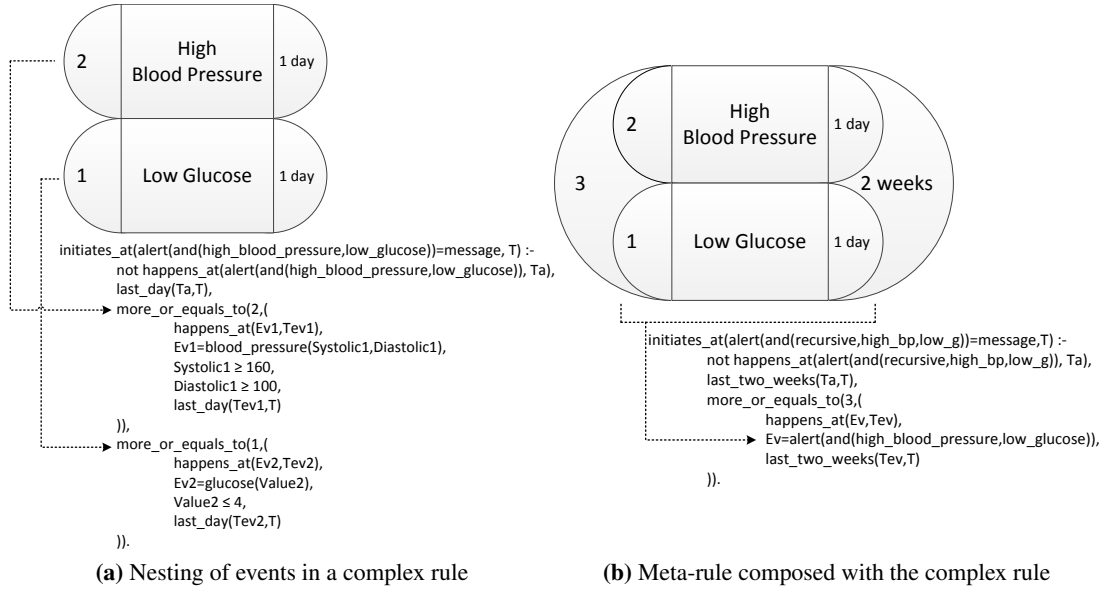 2
High
Blood Pressure
1 day
1
Low Glucose
1 day
initiates_at(alert(and(high_blood_pressure,low_glucose))=message, T) :-
not happens_at(alert(and(high_blood_pressure,low_glucose)), Ta),
last_day(Ta,T),
more_or_equals_to(2,(
happens_at(Ev1,Tev1),
Ev1=blood_pressure(Systolic1,Diastolic1),
Systolic1 ≥ 160,
Diastolic1 ≥ 100,
last_day(Tev1,T)
)),
more_or_equals_to(1,(
happens_at(Ev2,Tev2),
Ev2=glucose(Value2),
Value2 ≤ 4,
last_day(Tev2,T)
)).
(a) Nesting of events in a complex rule
3
2
High
Blood Pressure
1 day
2 weeks
1
Low Glucose
1 day
initiates_at(alert(and(recursive,high_bp,low_g))=message,T) :-
not happens_at(alert(and(recursive,high_bp,low_g)), Ta),
last_two_weeks(Ta,T),
more_or_equals_to(3,(
happens_at(Ev,Tev),
Ev=alert(and(high_blood_pressure,low_glucose)),
last_two_weeks(Tev,T)
)).
(b) Meta-rule composed with the complex rule